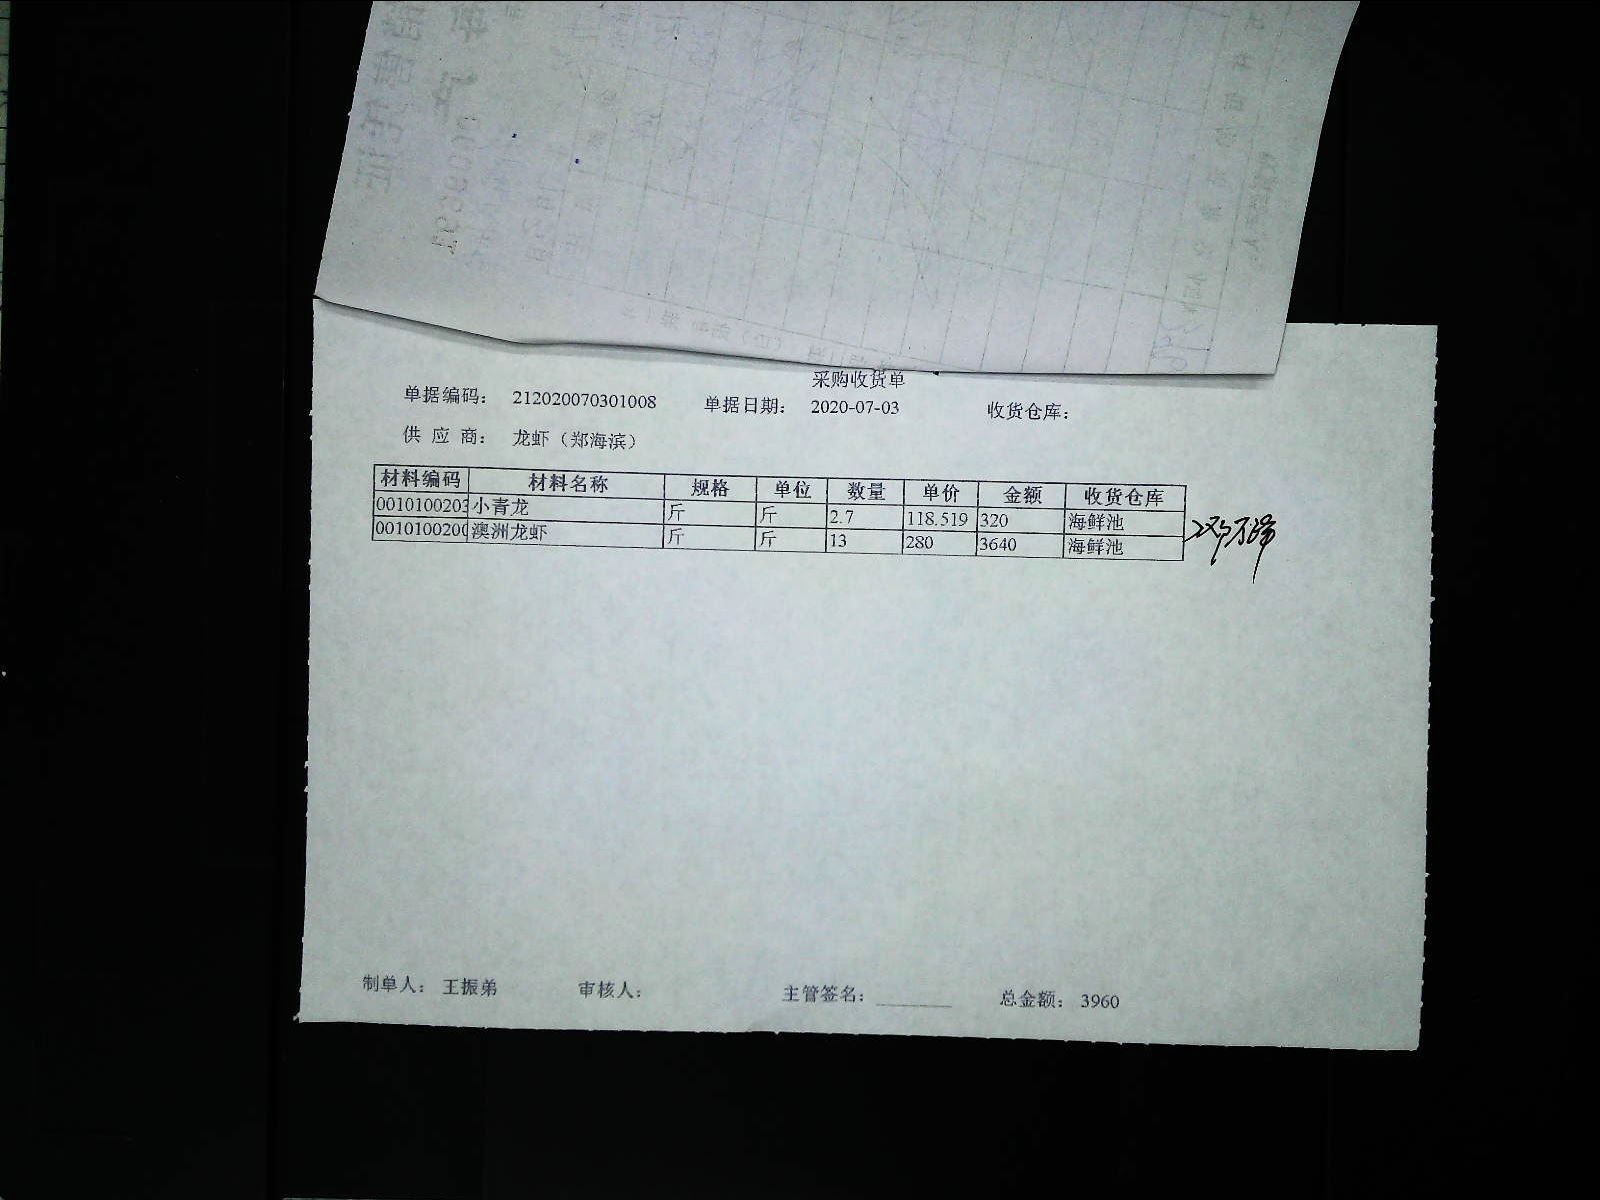 采购收货单
单据编码： 212020070301008 单据日期： 2020-07-03 收货仓库：
供 应 商： 龙虾（郑海滨）
材料编码 材料名称 规格 单位 数量 单价 金额 收货仓库
0010100203 小青龙 斤 斤 2.7 118.519 320 海鲜池
001010020 澳洲龙虾 斤 斤 13 280 3640 海鲜池
制单人： 王振弟 审核人： 主管签名： 总金额： 3960